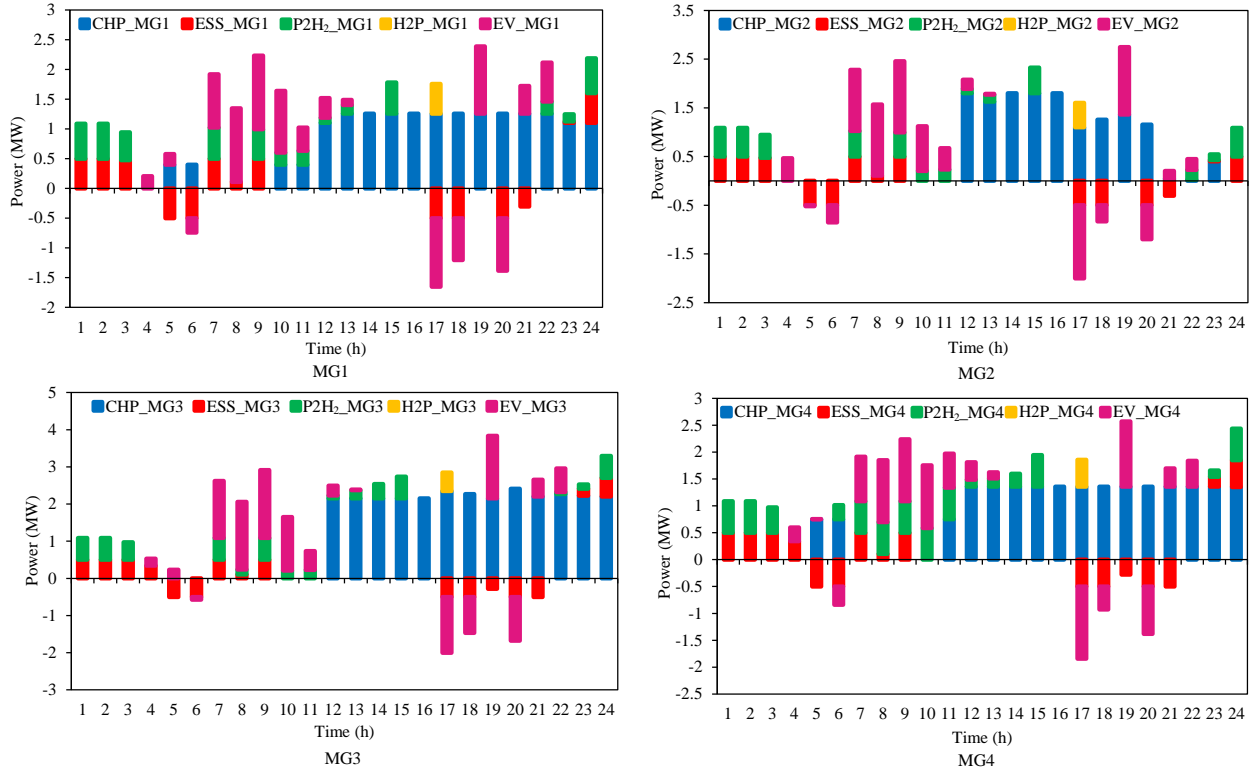 CHP_MG1 ESS_MG1 P2H₂_MG1 H2P_MG1 EV_MG1
3
2.5
2
1.5
1
0.5
0
-0.5
-1
-1.5
-2
Power (MW)
1 2 3 4 5 6 7 8 9 10 11 12 13 14 15 16 17 18 19 20 21 22 23 24
Time (h)
MG1
CHP_MG2 ESS_MG2 P2H₂_MG2 H2P_MG2 EV_MG2
3.5
2.5
1.5
0.5
-0.5
-1.5
-2.5
Power (MW)
1 2 3 4 5 6 7 8 9 10 11 12 13 14 15 16 17 18 19 20 21 22 23 24
Time (h)
MG2
CHP_MG3 ESS_MG3 P2H₂_MG3 H2P_MG3 EV_MG3
5
4
3
2
1
0
-1
-2
-3
Power (MW)
1 2 3 4 5 6 7 8 9 10 11 12 13 14 15 16 17 18 19 20 21 22 23 24
Time (h)
MG3
CHP_MG4 ESS_MG4 P2H₂_MG4 H2P_MG4 EV_MG4
3
2.5
2
1.5
1
0.5
0
-0.5
-1
-1.5
-2
-2.5
Power (MW)
1 2 3 4 5 6 7 8 9 10 11 12 13 14 15 16 17 18 19 20 21 22 23 24
Time (h)
MG4